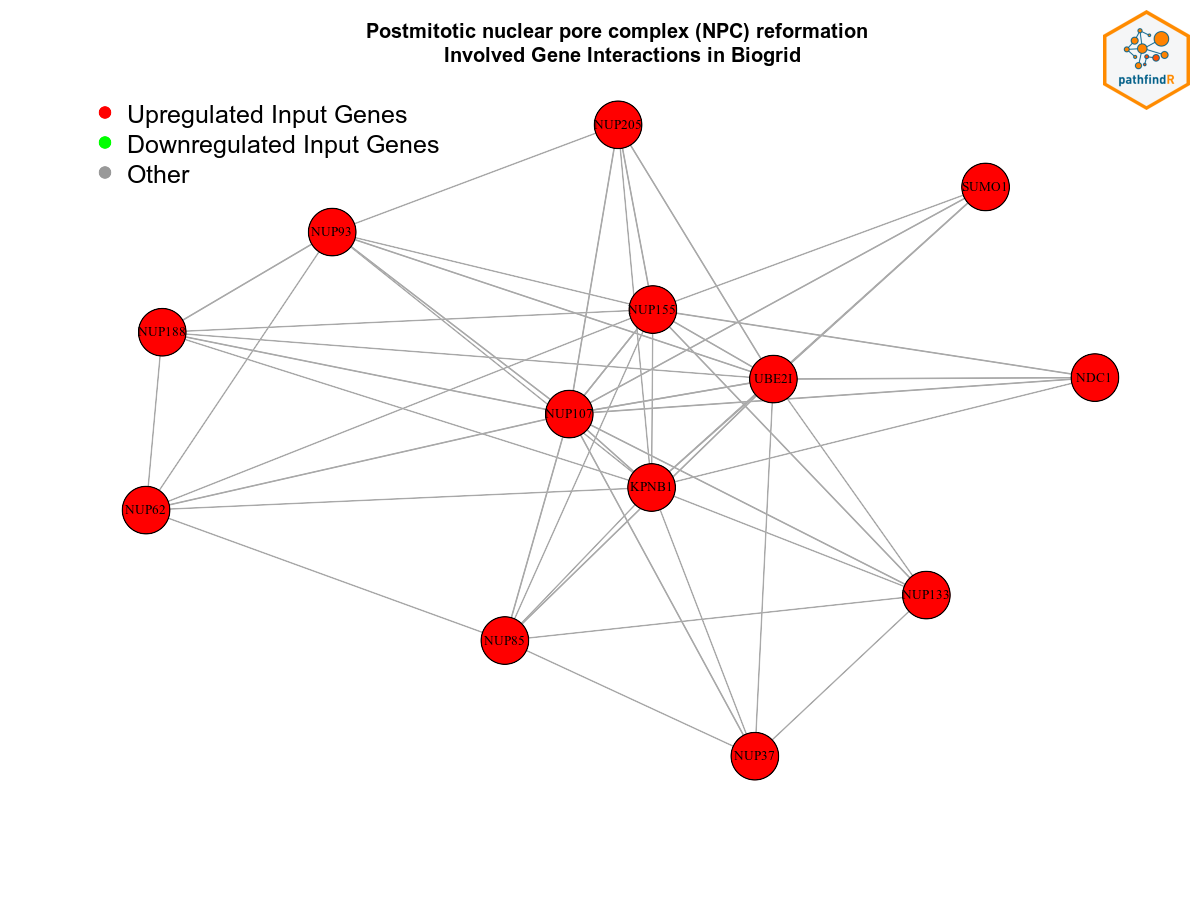 Postmitotic nuclear pore complex (NPC) reformation
Involved Gene Interactions in Biogrid
pathfindR
Upregulated Input Genes
Downregulated Input Genes
Other
NUP205
SUMO1
NUP93
NUP155
NUP188
UBE2I
NDC1
NUP107
KPNB1
NUP62
NUP133
NUP85
NUP37